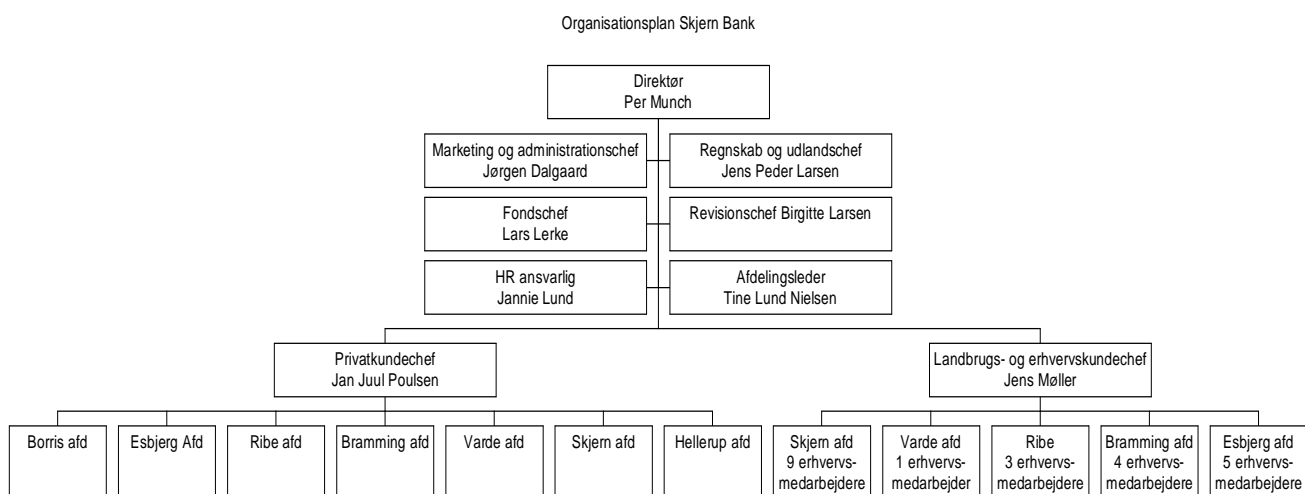 Organisationsplan Skjern Bank
Direktør
Per Munch
Marketing og administrationschef
Jørgen Dalgaard
Regnskab og udlandschef
Jens Peder Larsen
Fondschef
Lars Lerke
Revisionschef Birgitte Larsen
HR ansvarlig
Jannie Lund
Afdelingsleder
Tine Lund Nielsen
Privatkundechef
Jan Juul Poulsen
Landbrugs- og erhvervskundechef
Jens Møller
Borris afd
Esbjerg Afd
Ribe afd
Bramming afd
Varde afd
Skjern afd
Hellerup afd
Skjern afd
9 erhvervs-
medarbejdere
Varde afd
1 erhvervs-
medarbejder
Ribe
3 erhvervs-
medarbejdere
Bramming afd
4 erhvervs-
medarbejdere
Esbjerg afd
5 erhvervs-
medarbejdere